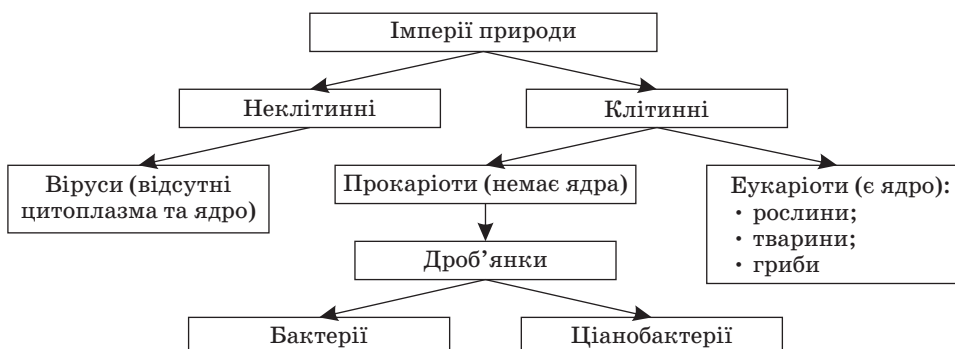 Імперії природи
Неклітинні
Клітинні
Віруси (відсутні
цитоплазма та ядро)
Прокаріоти (немає ядра)
Еукаріоти (є ядро):
· рослини;
· тварини;
· гриби
Дроб’янки
Бактерії
Ціанобактерії